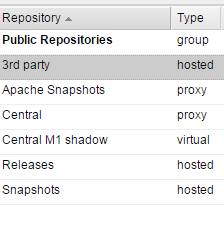 Repository Type
Public Repositories group
3rd party hosted
Apache Snapshots proxy
Central proxy
Central M1 shadow virtual
Releases hosted
Snapshots hosted